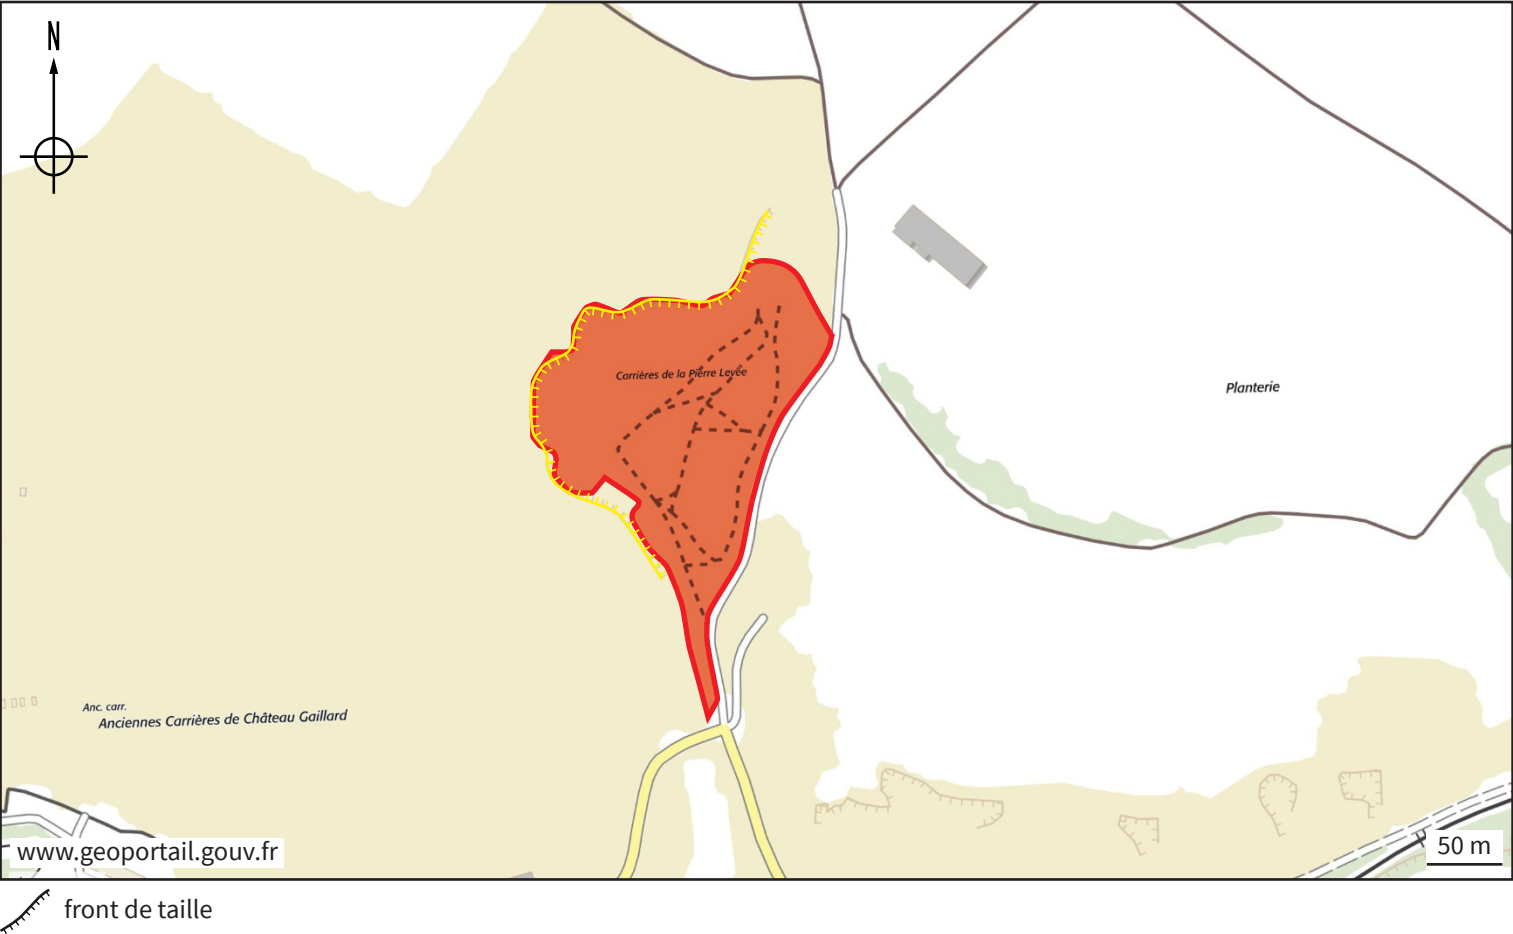 N
Carrières de la Pierre Levée
Planterie
Anc. carr.
Anciennes Carrières de Château Gaillard
www.geoportail.gouv.fr
50 m
front de taille